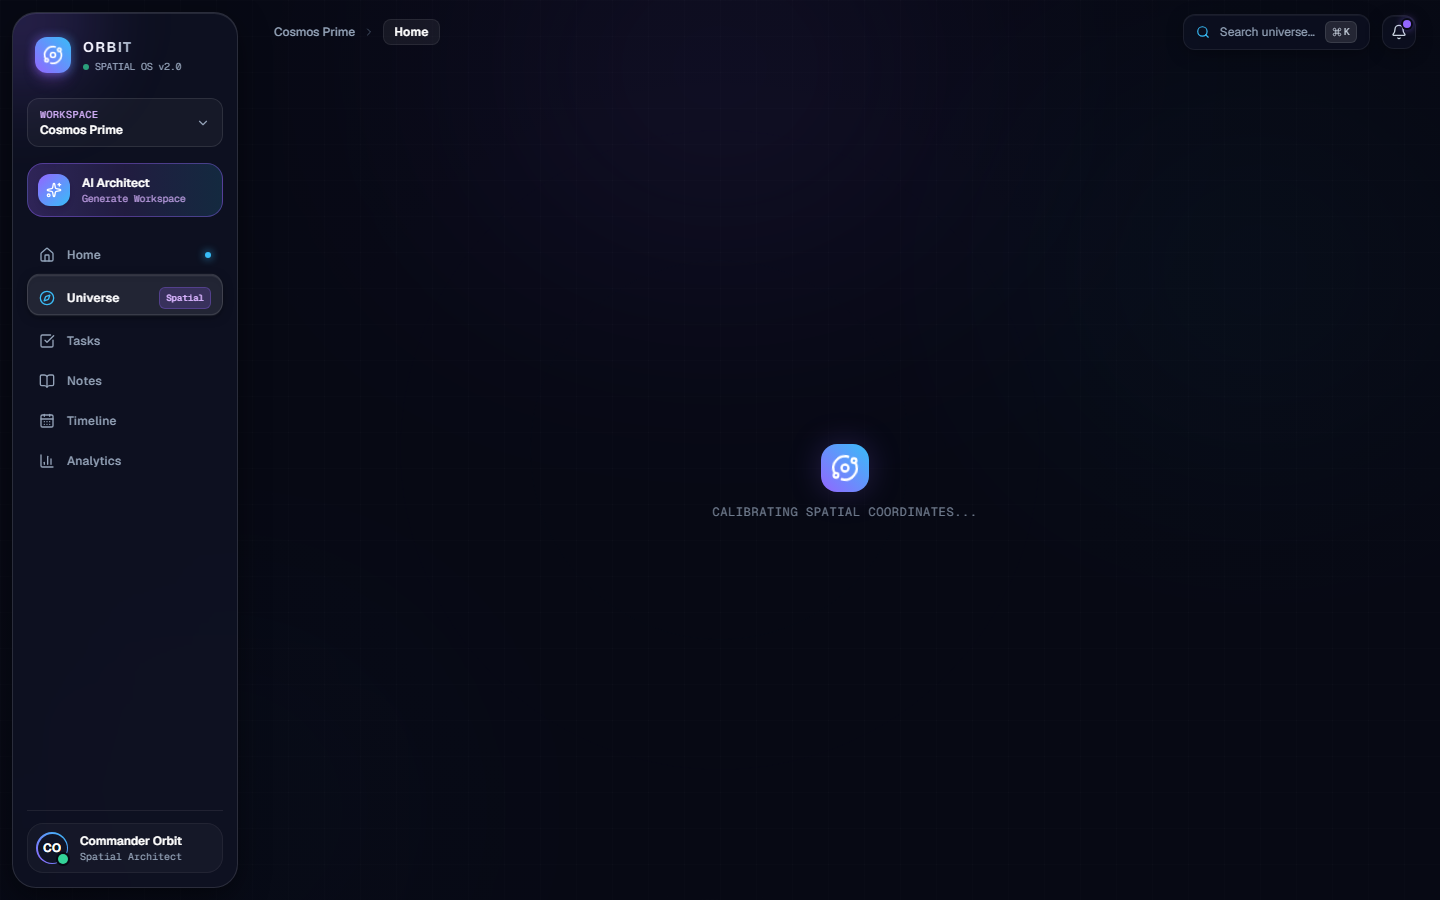 ORBIT
SPATIAL OS v2.0
WORKSPACE
Cosmos Prime
AI Architect
Generate Workspace
Home
Universe
Spatial
Tasks
Notes
Timeline
Analytics
CO
Commander Orbit
Spatial Architect
Cosmos Prime
Home
Search universe...
⌘K
CALIBRATING SPATIAL COORDINATES...